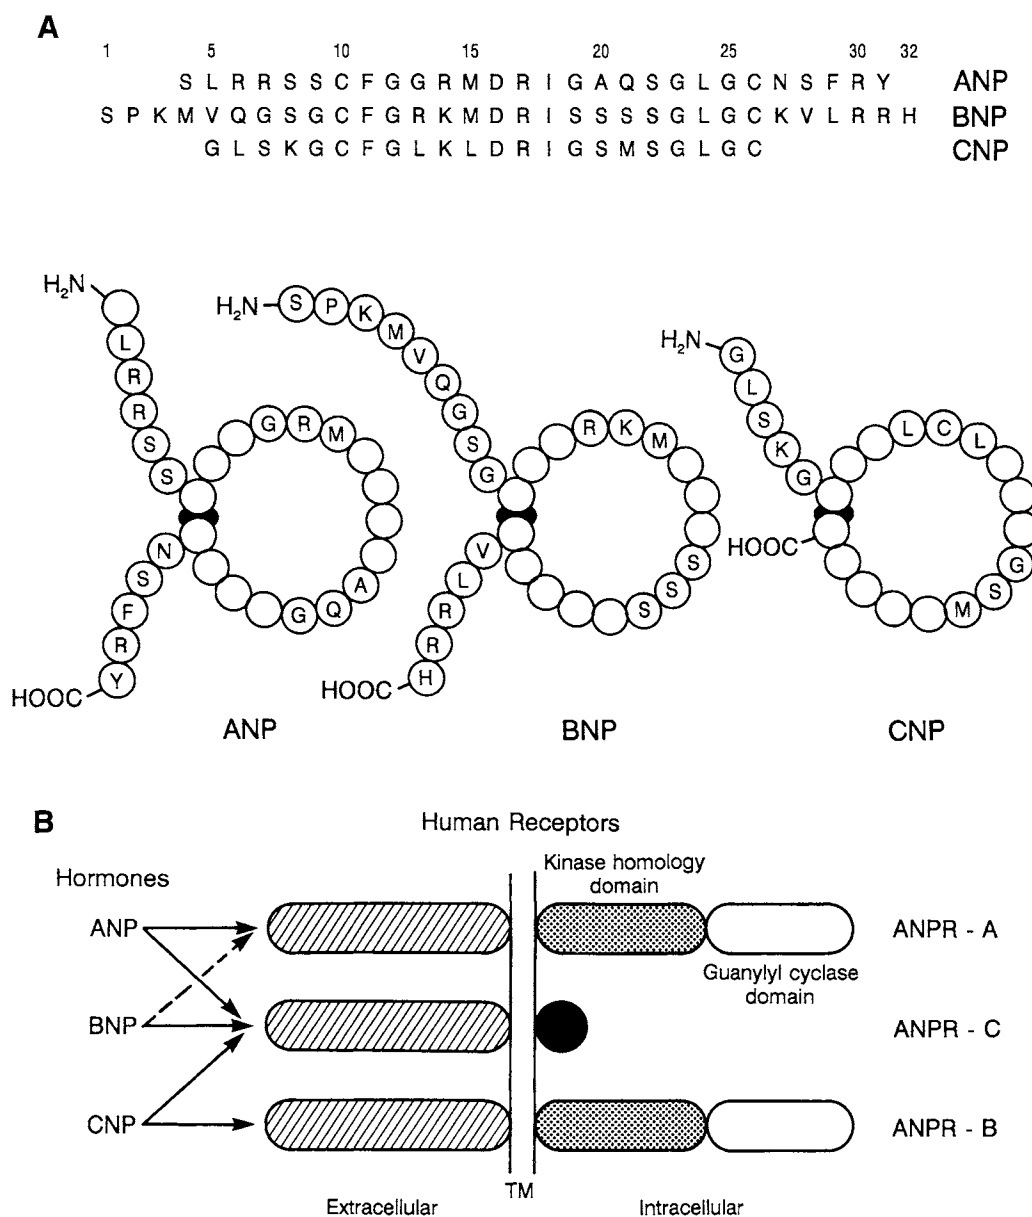 A
1 5 10 15 20 25 30 32
S L R R S S C F G G R M D R I G A Q S G L G C N S F R Y ANP
S P K M V Q G S G C F G R K M D R I S S S S G L G C K V L R R H BNP
G L S K G C F G L K L D R I G S M S G L G C CNP
H₂N L R R S S G R M A Q G N S F R Y HOOC
ANP
H₂N S P K M V Q G S G R K M S S S V L R R H HOOC
BNP
H₂N G L S K G L C L G S M HOOC
CNP
B
Human Receptors
Hormones
Kinase homology
domain
ANP
ANPR - A
Guanylyl cyclase
domain
BNP
ANPR - C
CNP
ANPR - B
TM
Extracellular
Intracellular